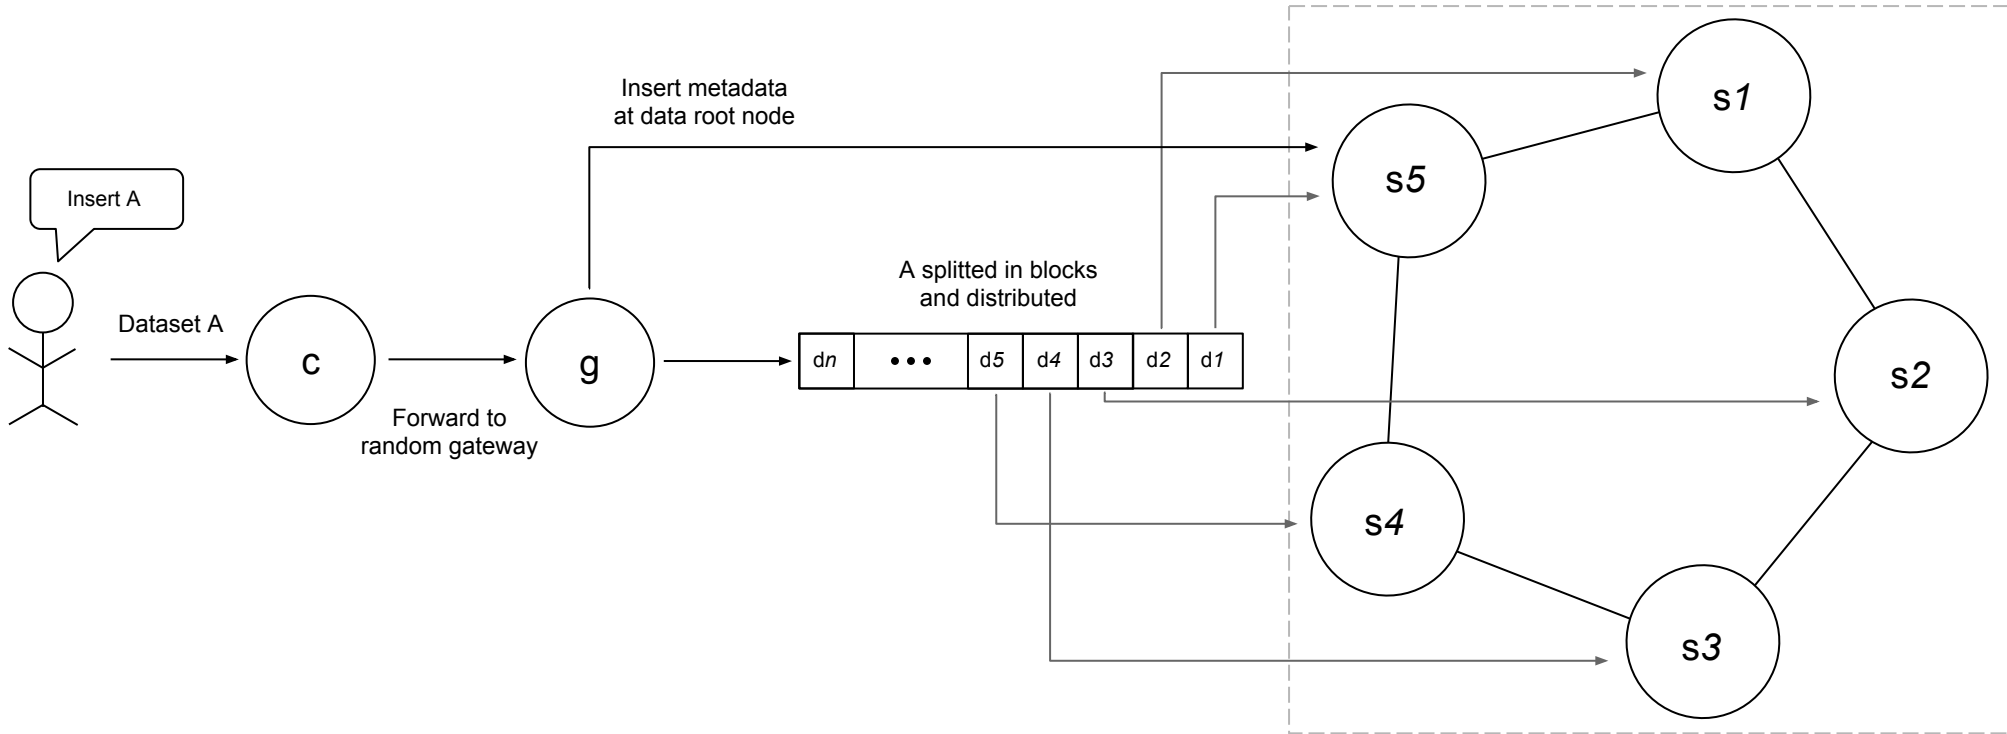 Insert A
Dataset A
c
Forward to
random gateway
g
Insert metadata
at data root node
A splitted in blocks
and distributed
dn ••• d5 d4 d3 d2 d1
s1
s5
s2
s4
s3